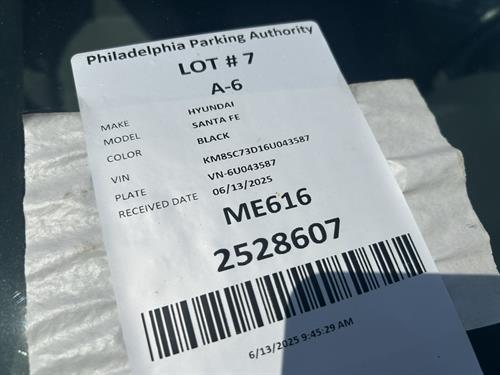 Philadelphia Parking Authority
LOT # 7
A-6
MAKE HYUNDAI
MODEL SANTA FE
COLOR BLACK
VIN KM8SC73D16U043587
PLATE VN-6U043587
RECEIVED DATE 06/13/2025
ME616
2528607
6/13/2025 9:45:29 AM